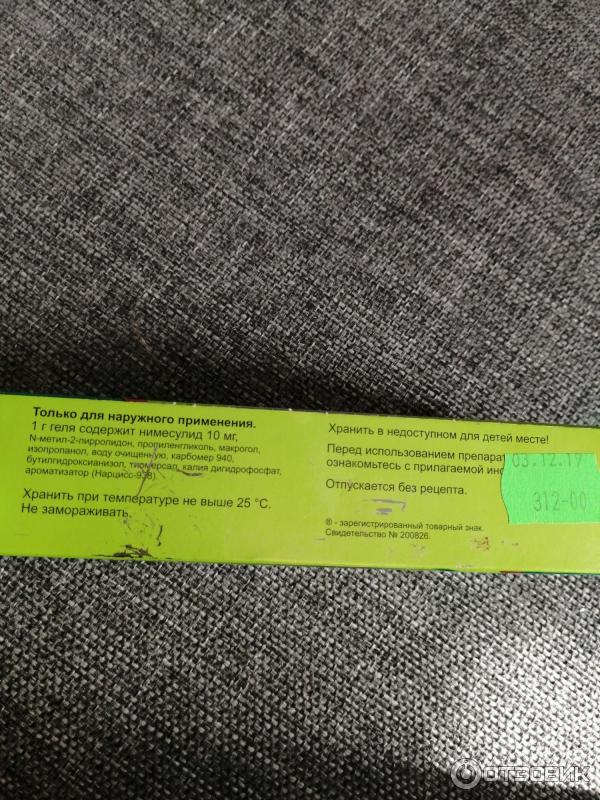 Только для наружного применения.
1 г геля содержит нимесулид 10 мг,
N-метил-2-пирролидон, пропиленгликоль, макрогол,
изопропанол, воду очищенную, карбомер 940,
бутилгидроксианизол, тиомерсал, калия дигидрофосфат,
ароматизатор (Нарцисс-938)
Хранить при температуре не выше 25 °С.
Не замораживать.
Хранить в недоступном для детей месте!
Перед использованием препарат
ознакомьтесь с прилагаемой инс
Отпускается без рецепта.
® - зарегистрированный товарный знак.
Свидетельство № 200826.
03.12.17
312-00
ОТЗОВИК